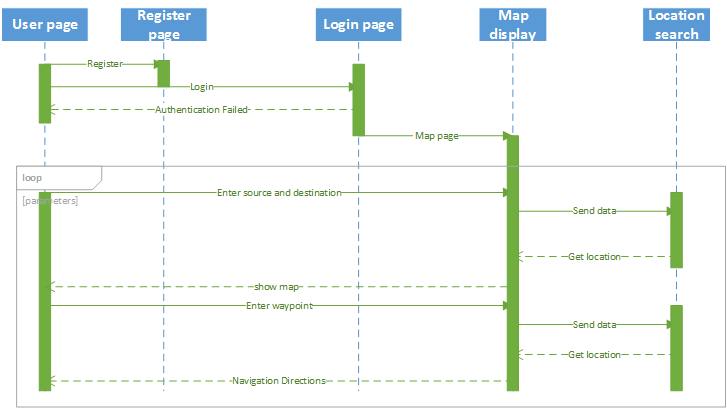 User page
Register
page
Login page
Map
display
Location
search
Register
Login
Authentication Failed
Map page
loop
[parameters]
Enter source and destination
Send data
Get location
show map
Enter waypoint
Send data
Get location
Navigation Directions